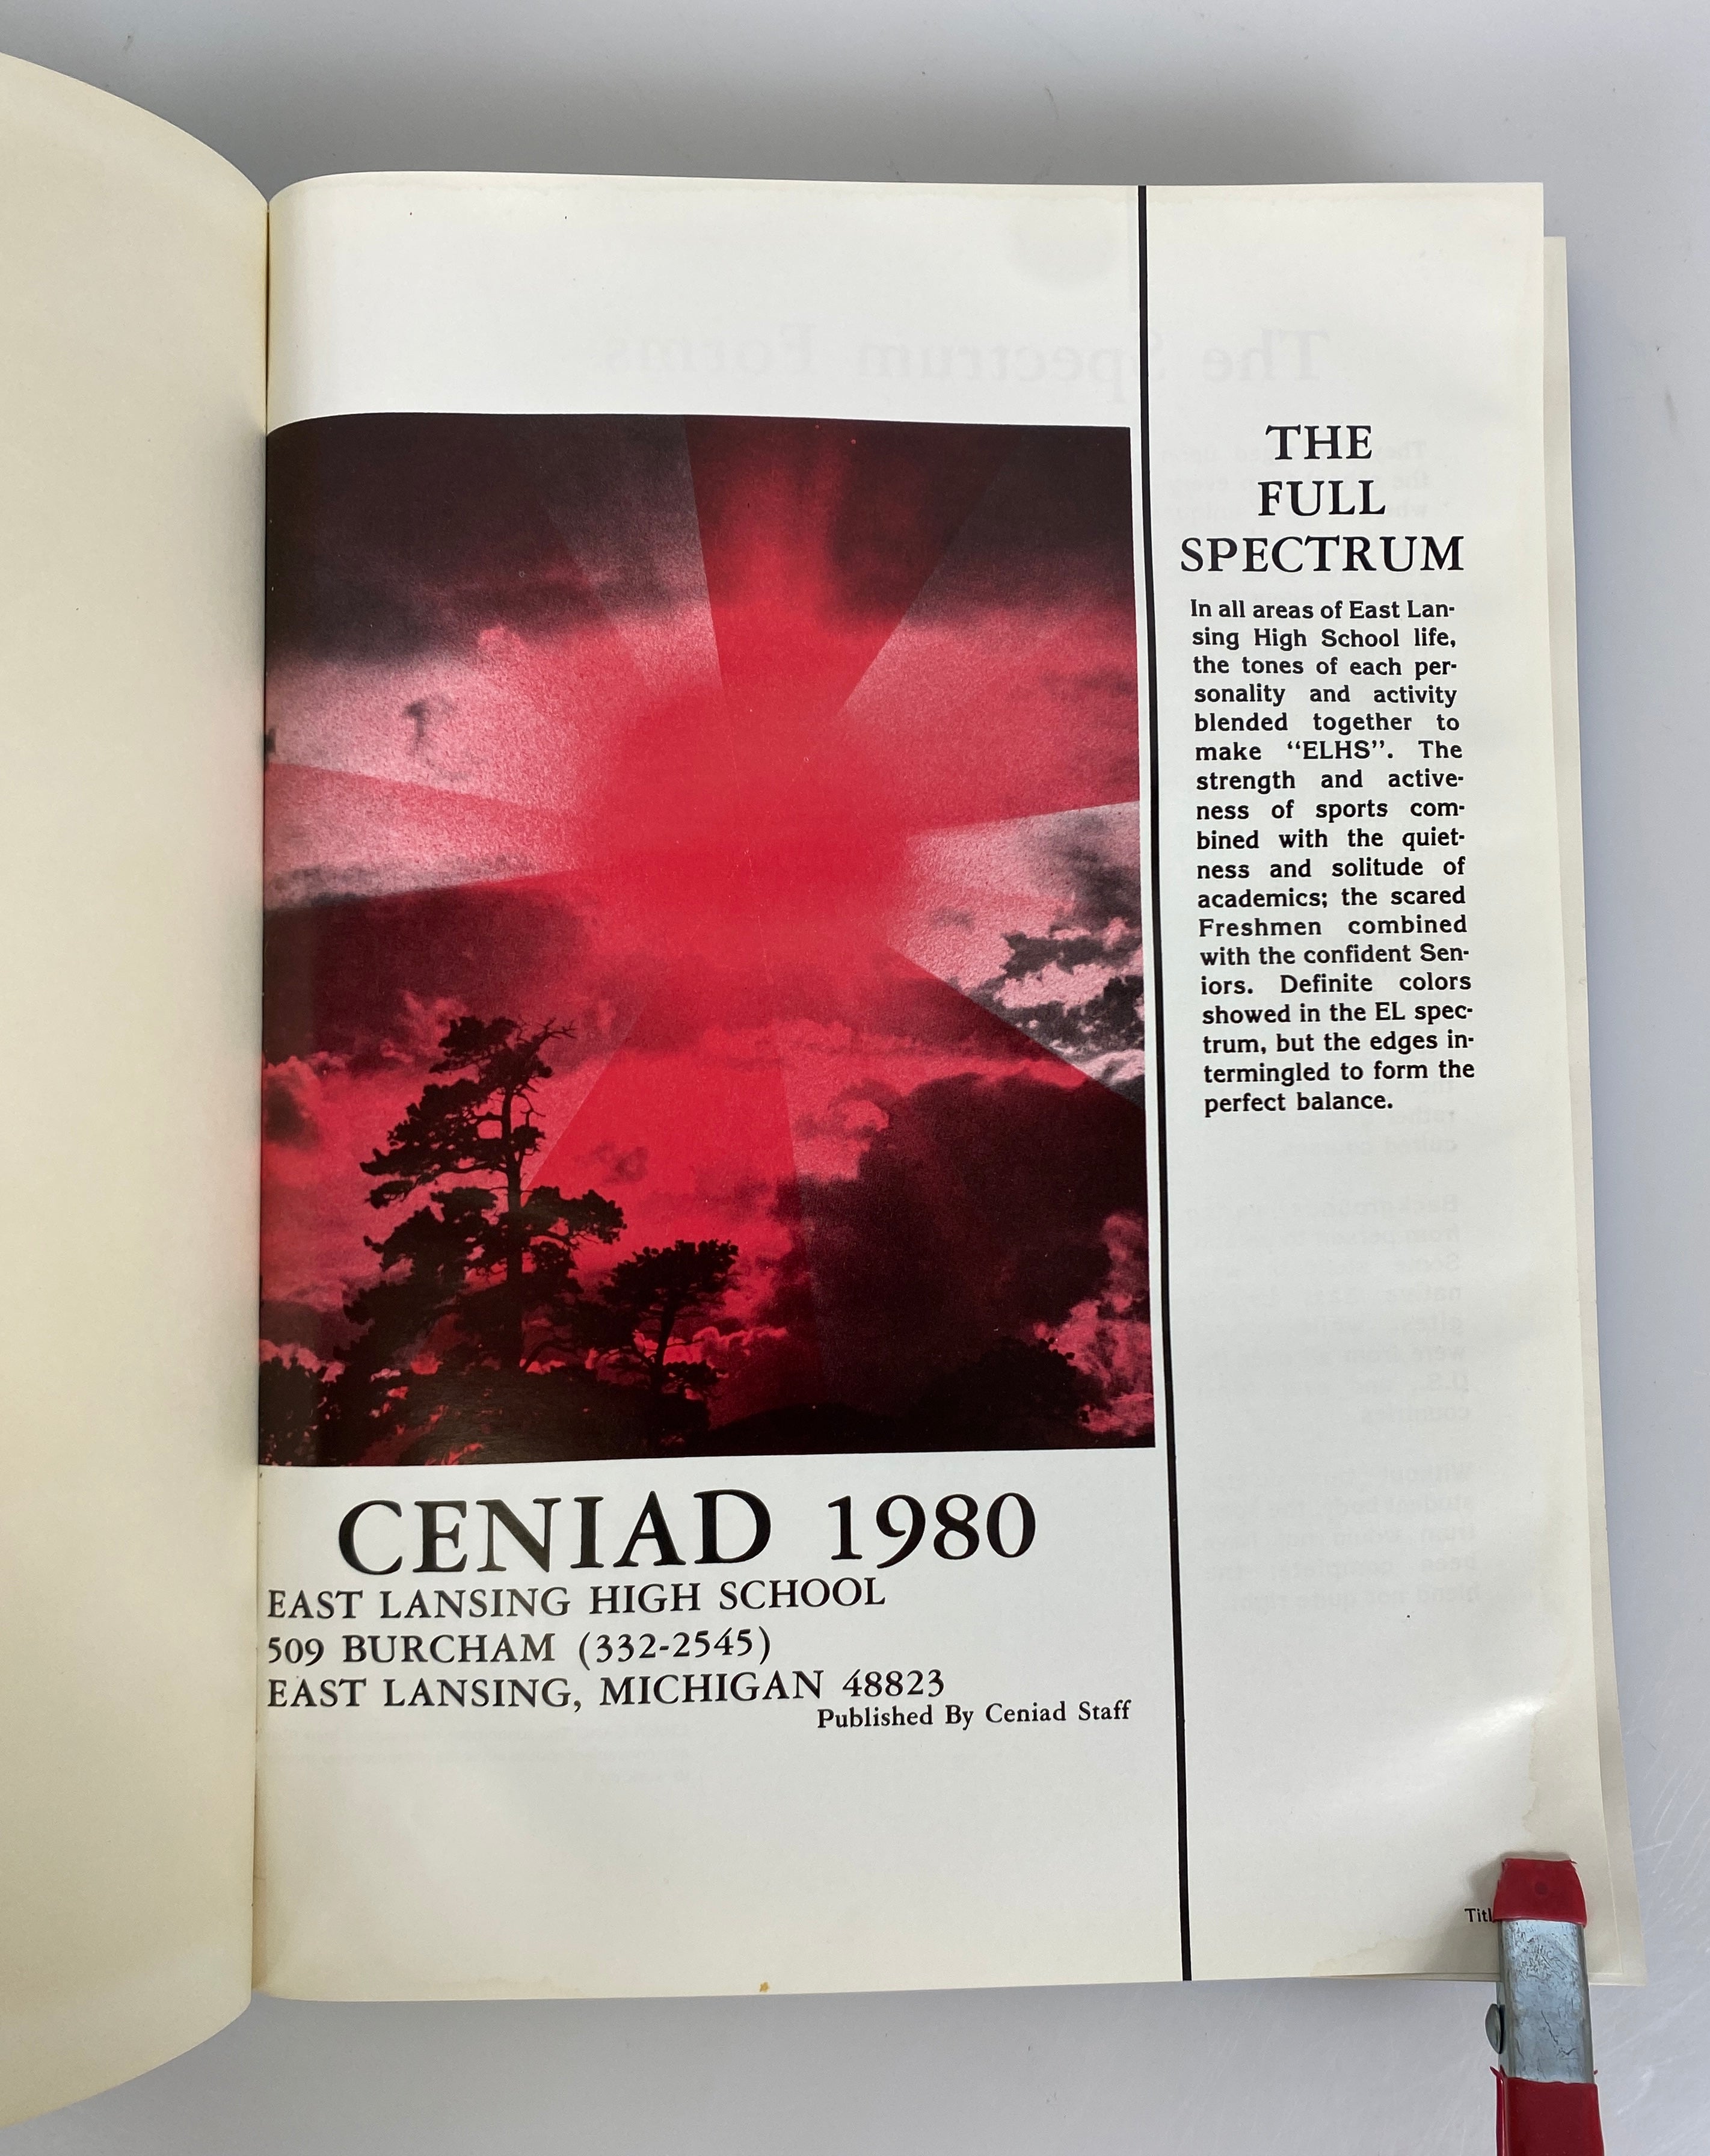 THE
FULL
SPECTRUM
In all areas of East Lan-
sing High School life,
the tones of each per-
sonality and activity
blended together to
make “ELHS”. The
strength and active-
ness of sports com-
bined with the quiet-
ness and solitude of
academics; the scared
Freshmen combined
with the confident Sen-
iors. Definite colors
showed in the EL spec-
trum, but the edges in-
termingled to form the
perfect balance.
CENIAD 1980
EAST LANSING HIGH SCHOOL
509 BURCHAM (332-2545)
EAST LANSING, MICHIGAN 48823
Published By Ceniad Staff